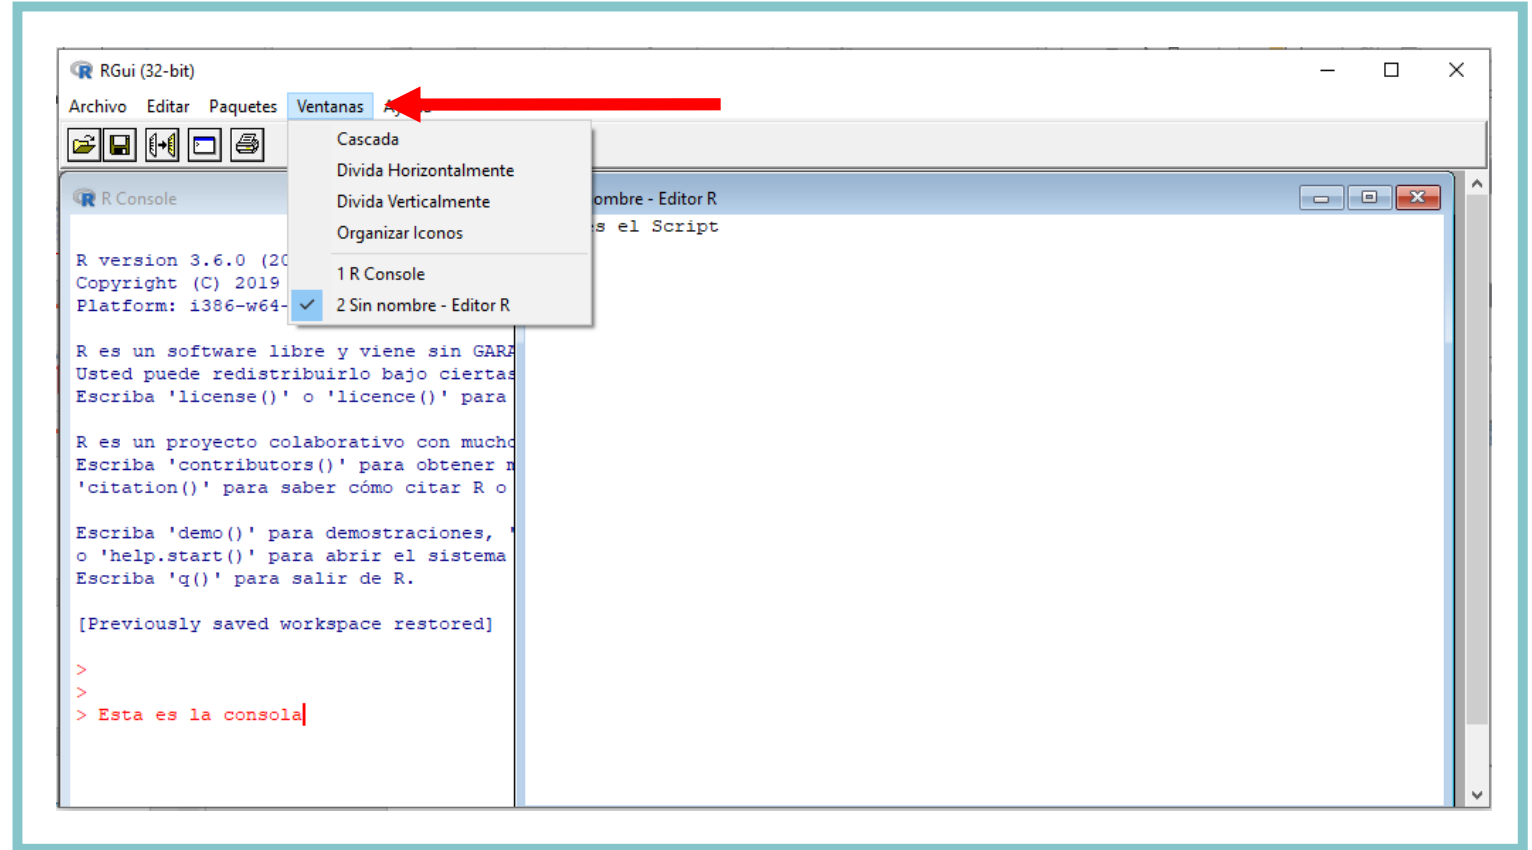 RGui (32-bit)
Archivo Editar Paquetes Ventanas
Cascada
Divida Horizontalmente
Divida Verticalmente
Organizar Iconos
1 R Console
2 Sin nombre - Editor R
R Console
R version 3.6.0 (20
Copyright (C) 2019
Platform: i386-w64-
R es un software libre y viene sin GARA
Usted puede redistribuirlo bajo ciertas
Escriba 'license()' o 'licence()' para
R es un proyecto colaborativo con mucho
Escriba 'contributors()' para obtener m
'citation()' para saber cómo citar R o
Escriba 'demo()' para demostraciones, '
o 'help.start()' para abrir el sistema
Escriba 'q()' para salir de R.
[Previously saved workspace restored]
>
>
> Esta es la consola
ombre - Editor R
s el Script